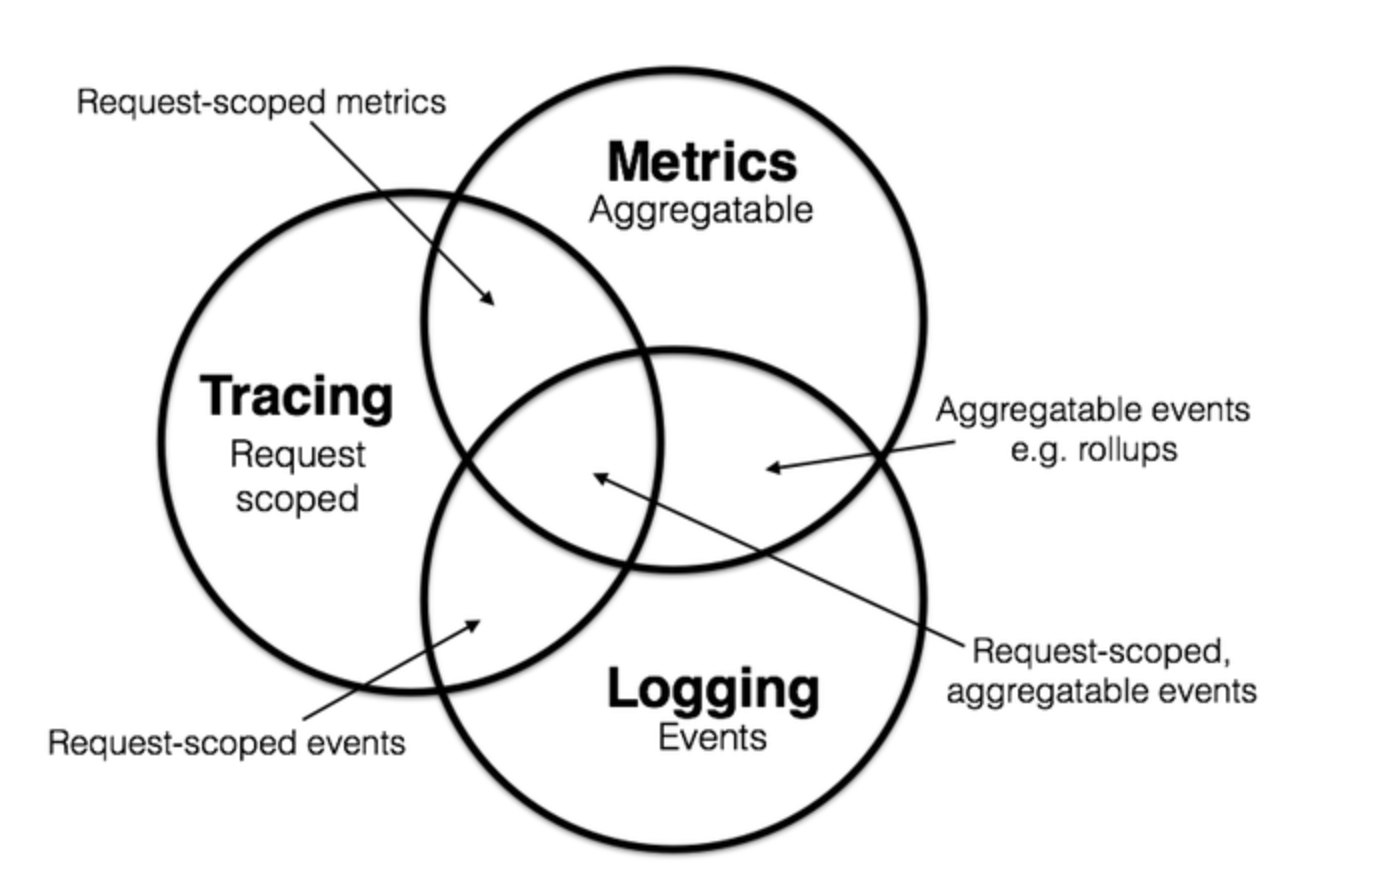 Request-scoped metrics
Metrics
Aggregatable
Tracing
Request
scoped
Aggregatable events
e.g. rollups
Request-scoped,
aggregatable events
Logging
Events
Request-scoped events